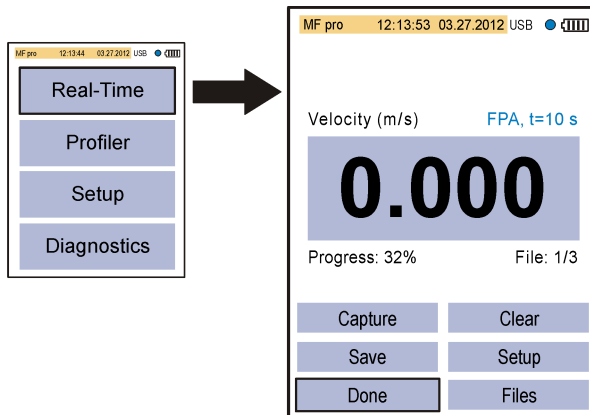 MF pro 12:13:44 03.27.2012 USB
Real-Time
Profiler
Setup
Diagnostics
MF pro 12:13:53 03.27.2012 USB
Velocity (m/s) FPA, t=10 s
0.000
Progress: 32% File: 1/3
Capture Clear
Save Setup
Done Files